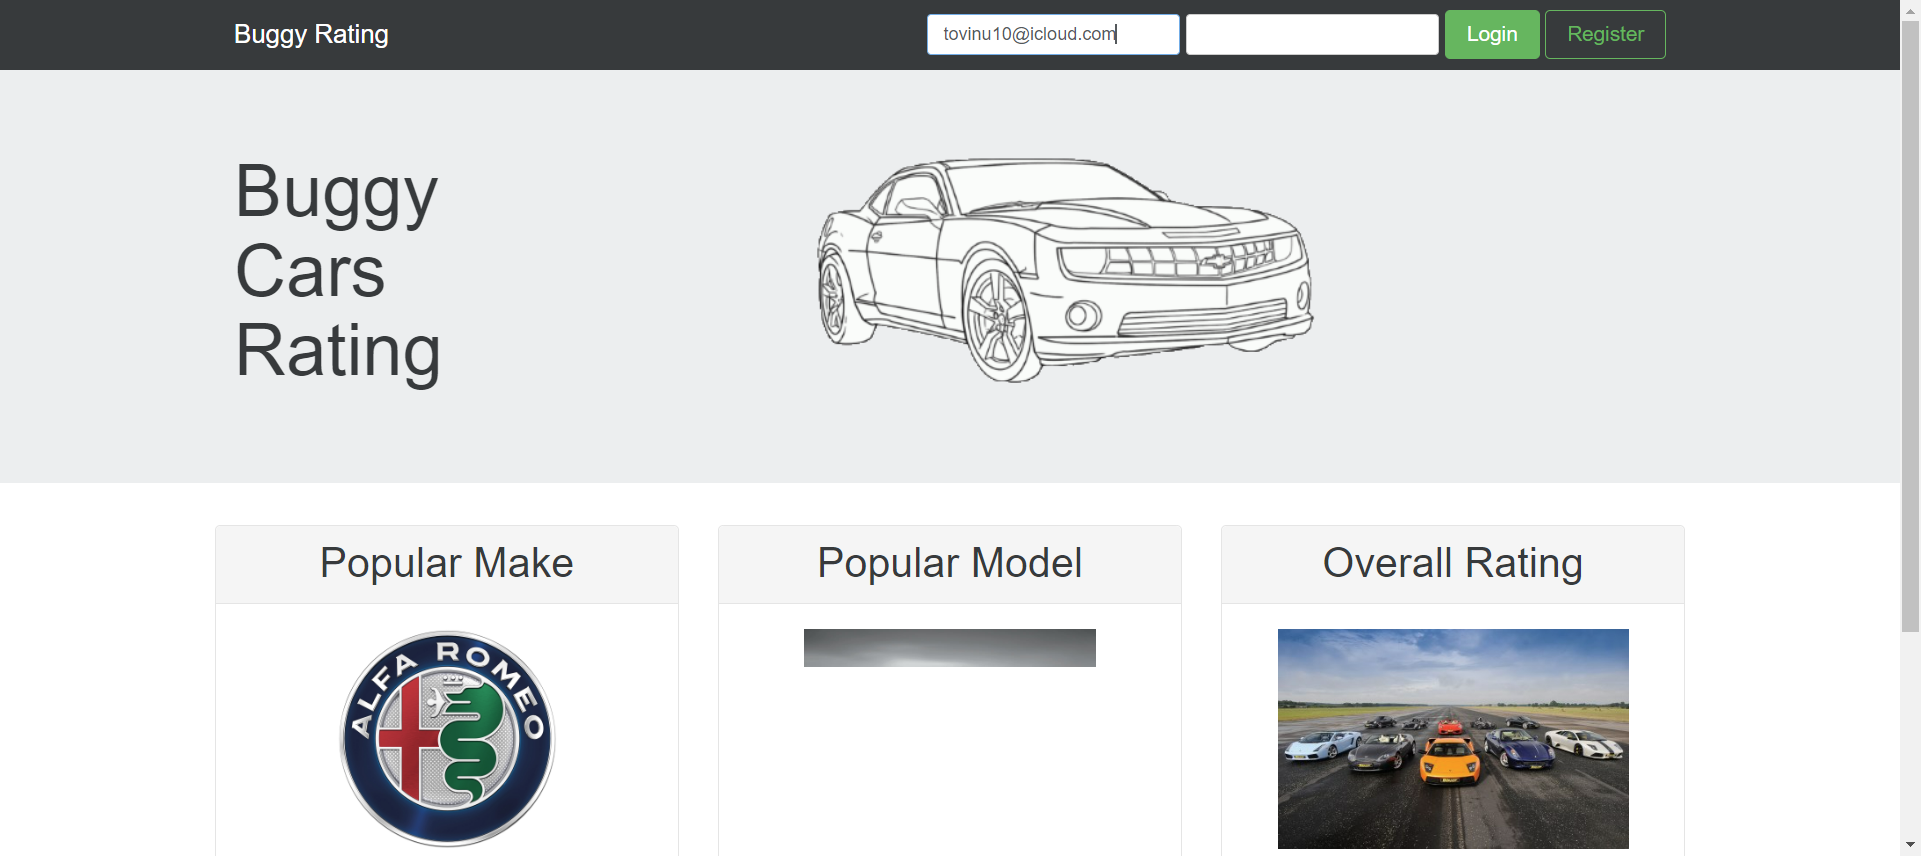 Buggy Rating
tovinu10@icloud.com
Login
Register
Buggy
Cars
Rating
Popular Make
Popular Model
Overall Rating
ALFA ROMEO